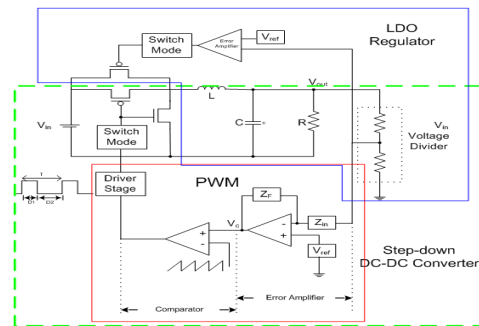 LDO
Regulator
Switch
Mode
Error
Amplifier
Vref
Vout
L
VIn
Switch
Mode
C
+
R
Vin
Voltage
Divider
T
D1
D2
Driver
Stage
PWM
ZF
Vc
Zin
+
-
-
+
Vref
Step-down
DC-DC Converter
Comparator
Error Amplifier